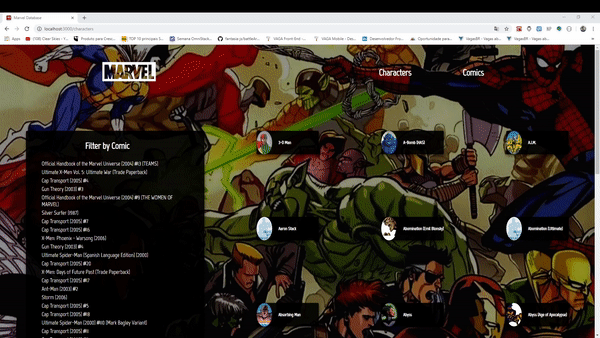 Marvel Database
localhost:3000/characters
MARVEL
Characters
Comics
Filter by Comic
Official Handbook of the Marvel Universe (2004) #13 (TEAMS)
Ultimate X-Men Vol. 5: Ultimate War (Trade Paperback)
Cap Transport (2005) #4
Gun Theory (2003) #3
Official Handbook of the Marvel Universe (2004) #9 (THE WOMEN OF
MARVEL)
Silver Surfer (1987)
Cap Transport (2005) #7
Cap Transport (2005) #6
X-Men: Phoenix - Warsong (2006)
Gun Theory (2003) #4
Ultimate Spider-Man (Spanish Language Edition) (2000)
Cap Transport (2005) #20
X-Men: Days of Future Past (Trade Paperback)
Cap Transport (2005) #17
Ant-Man (2003) #2
Storm (2006)
Cap Transport (2005) #5
Cap Transport (2005) #18
Ultimate Spider-Man (2000) #110 (Mark Bagley Variant)
Cap Transport (2005) #11
3-D Man
A-Bomb (HAS)
A.I.M.
Aaron Stack
Abomination (Emil Blonsky)
Abomination (Ultimate)
Absorbing Man
Abyss
Abyss (Age of Apocalypse)